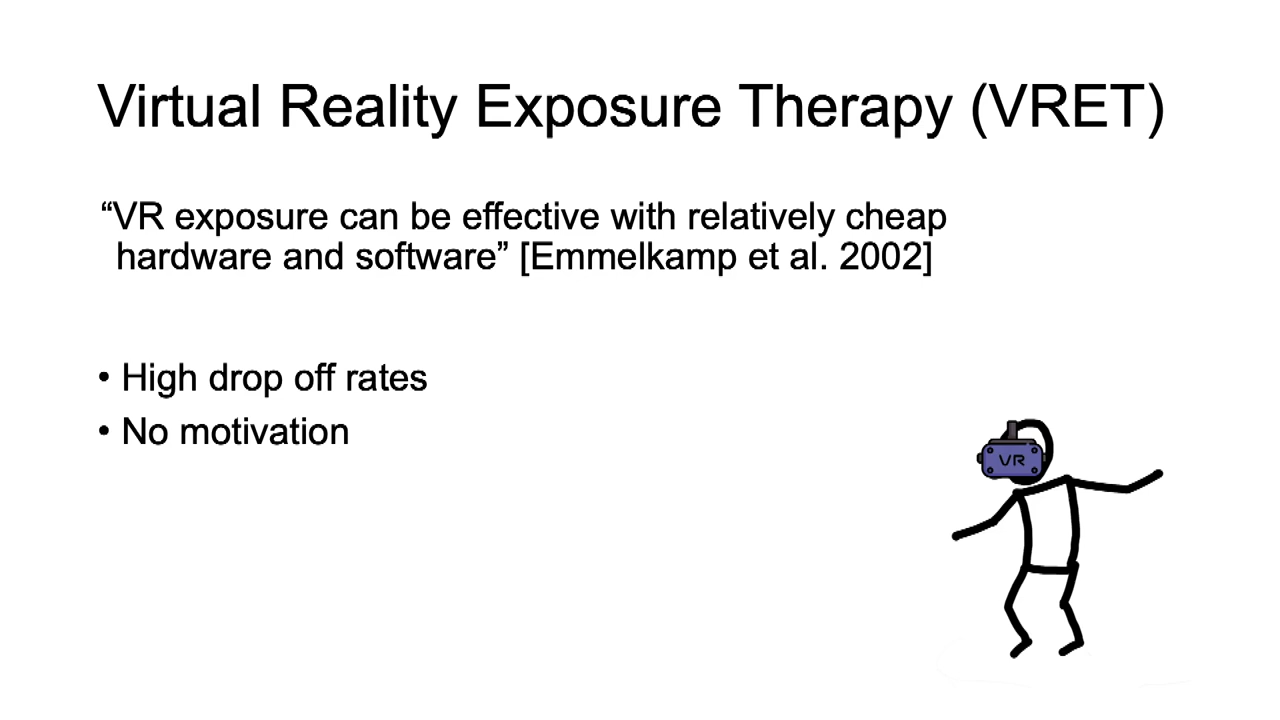 Virtual Reality Exposure Therapy (VRET)
“VR exposure can be effective with relatively cheap
hardware and software” [Emmelkamp et al. 2002]
• High drop off rates
• No motivation
VR